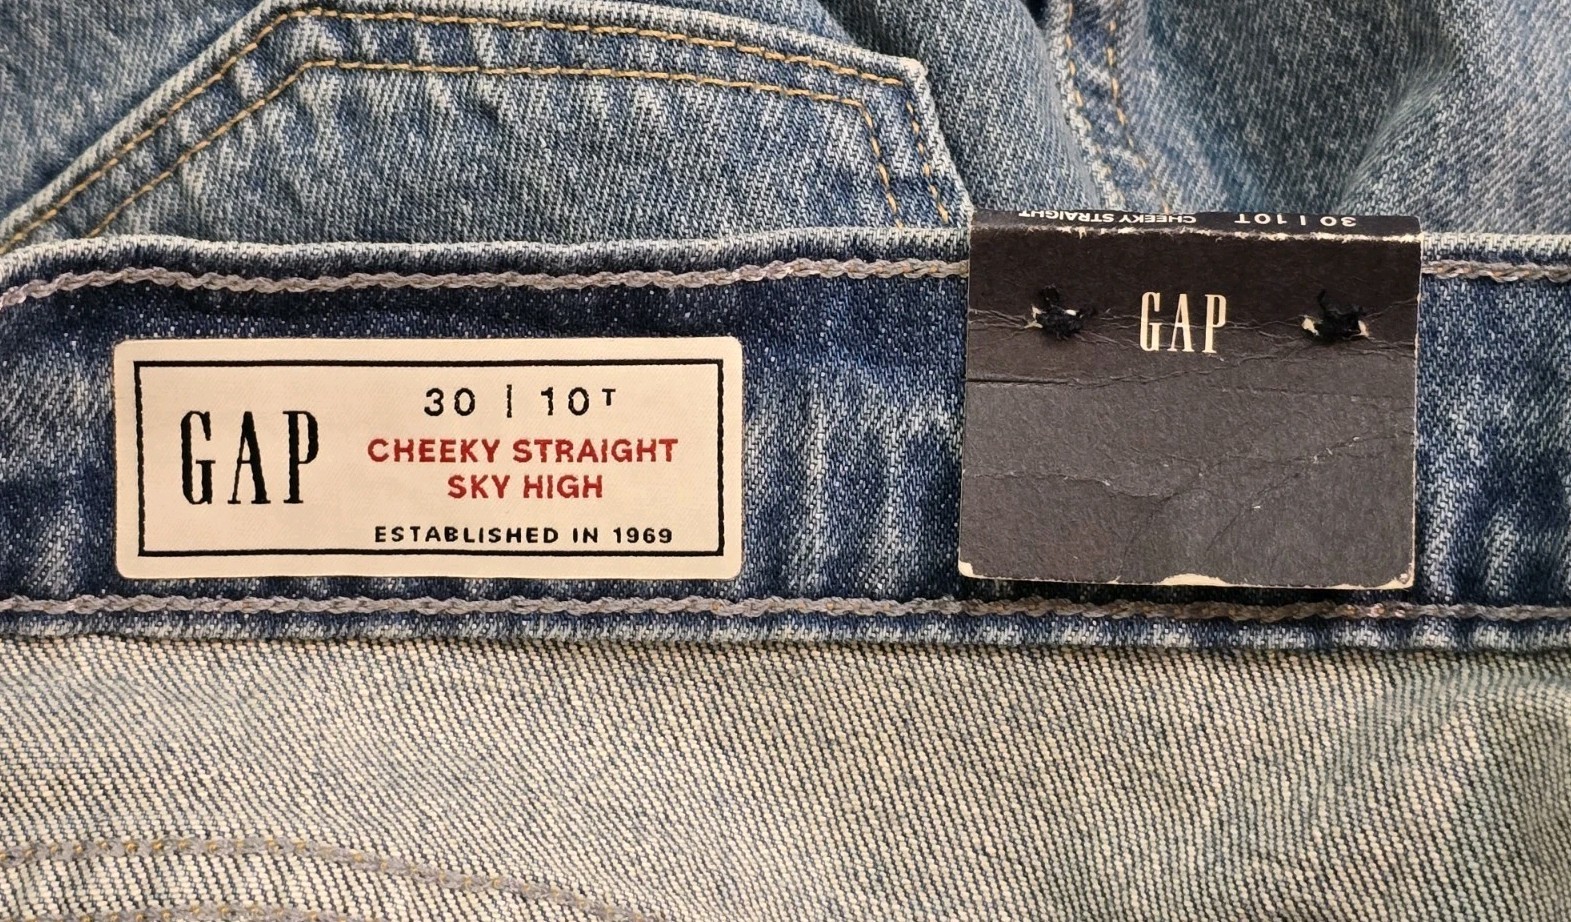 GAP
30 | 10T
CHEEKY STRAIGHT
SKY HIGH
ESTABLISHED IN 1969
30 | 10T CHEEKY STRAIGHT
GAP